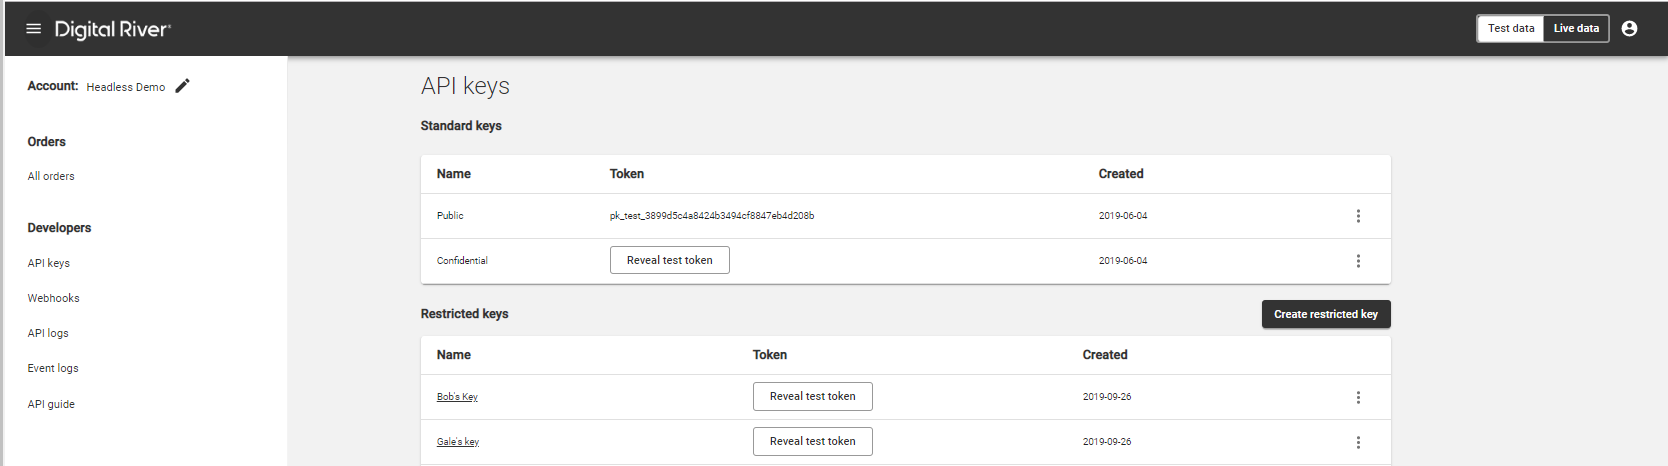 Digital River®
Test data Live data
Account: Headless Demo
Orders
All orders
Developers
API keys
Webhooks
API logs
Event logs
API guide
API keys
Standard keys
Name Token Created
Public pk_test_3899d5c4a8424b3494cf8847eb4d208b 2019-06-04
Confidential Reveal test token 2019-06-04
Restricted keys Create restricted key
Name Token Created
Bob's Key Reveal test token 2019-09-26
Gale's key Reveal test token 2019-09-26